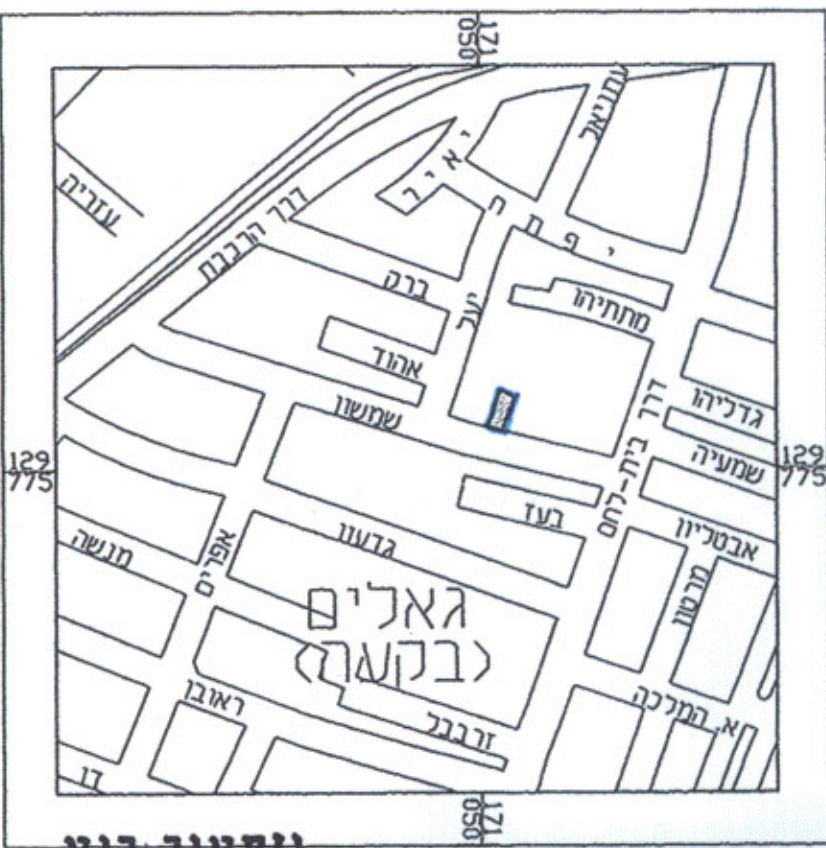 171
050
עתניאל
יאיר
עזריה
דרך הרכבת
יפתח
ברק
יעל
מתתיהו
אהוד
שמשון
דרך בית-לחם
גדליהו
שמעיה
129
775
129
775
בעז
אבטליון
גדעון
אפרים
מנשה
מרטון
גאלים
(בקעה)
ראובן
זרבבל
א. המלכה
דן
171
050